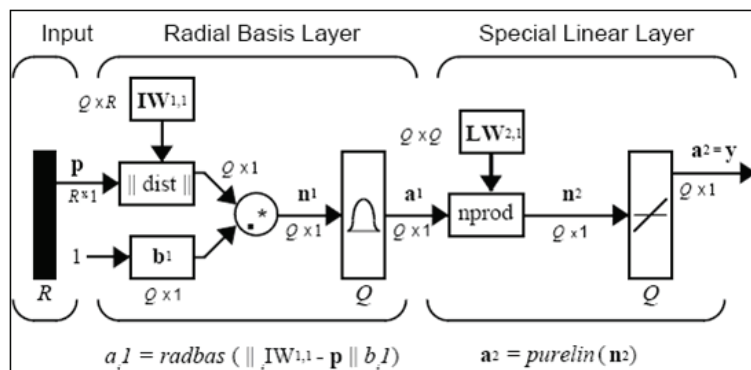 Input Radial Basis Layer Special Linear Layer
Q x R IW1,1
Q x Q LW2,1
p
R x 1
|| dist ||
Q x 1
.*
n1
Q x 1
a1
Q x 1
nprod
n2
Q x 1
a2 = y
Q x 1
1
b1
Q x 1
R Q Q
ai1 = radbas ( || iIW1,1 - p || bi1)
a2 = purelin ( n2)